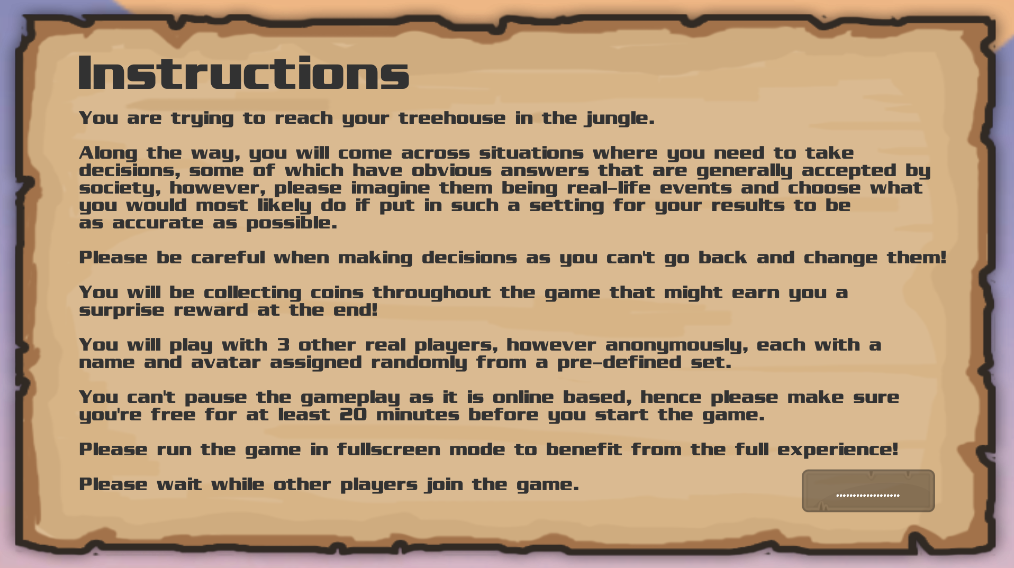 Instructions
You are trying to reach your treehouse in the jungle.
Along the way, you will come across situations where you need to take
decisions, some of which have obvious answers that are generally accepted by
society, however, please imagine them being real-life events and choose what
you would most likely do if put in such a setting for your results to be
as accurate as possible.
Please be careful when making decisions as you can't go back and change them!
You will be collecting coins throughout the game that might earn you a
surprise reward at the end!
You will play with 3 other real players, however anonymously, each with a
name and avatar assigned randomly from a pre-defined set.
You can't pause the gameplay as it is online based, hence please make sure
you're free for at least 20 minutes before you start the game.
Please run the game in fullscreen mode to benefit from the full experience!
Please wait while other players join the game.
...................